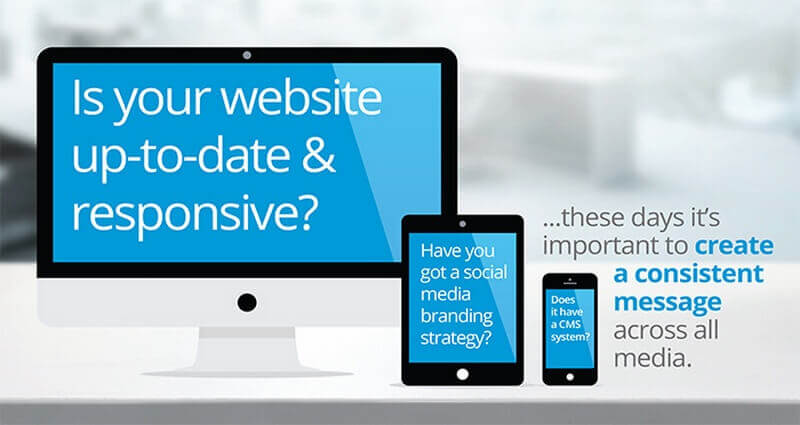 Is your website
up-to-date &
responsive?
Have you
got a social
media
branding
strategy?
Does
it have
a CMS
system?
...these days it's
important to create
a consistent
message
across all
media.